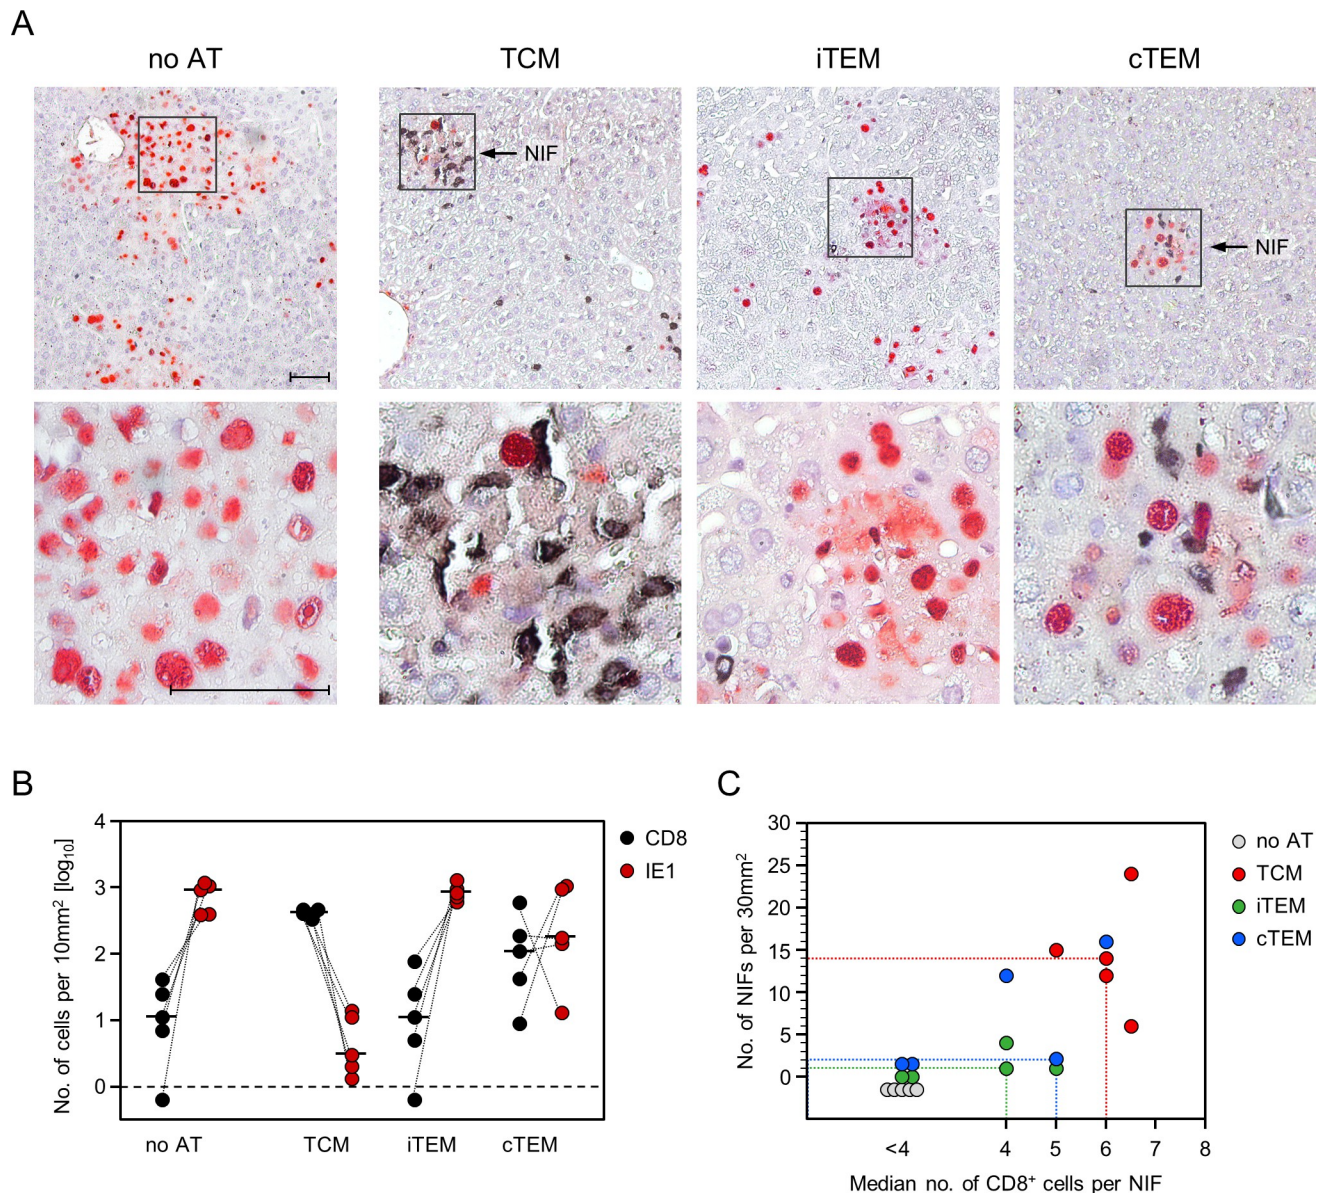 A
no AT
TCM
iTEM
cTEM
NIF
NIF
B
4
3
2
1
0
No. of cells per 10mm² [log₁₀]
no AT
TCM
iTEM
cTEM
CD8
IE1
C
30
25
20
15
10
5
0
No. of NIFs per 30mm²
<4
4
5
6
7
8
Median no. of CD8⁺ cells per NIF
no AT
TCM
iTEM
cTEM